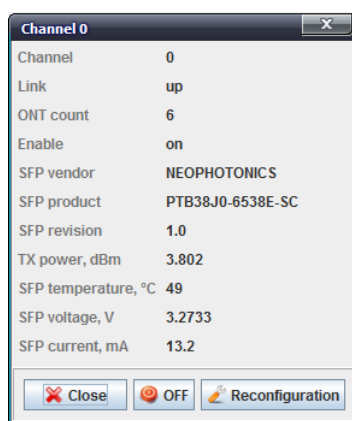 Channel 0
Channel 0
Link up
ONT count 6
Enable on
SFP vendor NEOPHOTONICS
SFP product PTB38J0-6538E-SC
SFP revision 1.0
TX power, dBm 3.802
SFP temperature, °C 49
SFP voltage, V 3.2733
SFP current, mA 13.2
Close OFF Reconfiguration